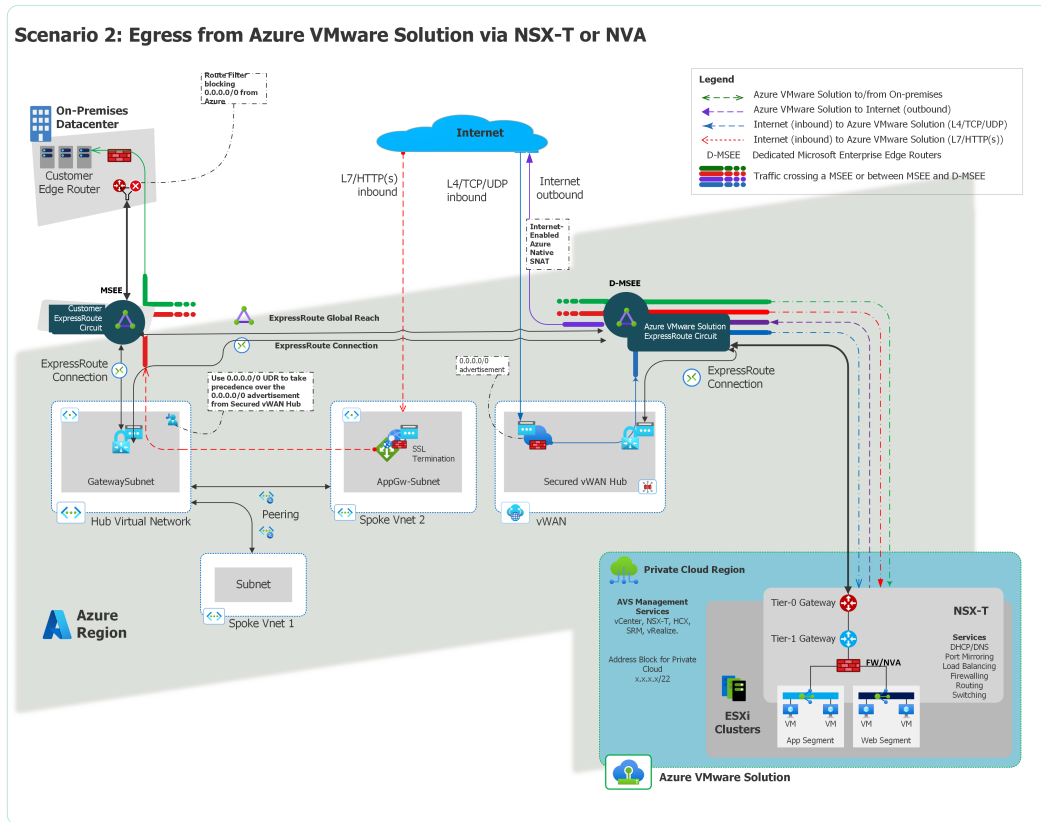 Scenario 2: Egress from Azure VMware Solution via NSX-T or NVA
Route Filter
blocking
0.0.0.0/0 from
Azure
Legend
Azure VMware Solution to/from On-premises
Azure VMware Solution to Internet (outbound)
Internet (inbound) to Azure VMware Solution (L4/TCP/UDP)
Internet (inbound) to Azure VMware Solution (L7/HTTP(s))
D-MSEE Dedicated Microsoft Enterprise Edge Routers
Traffic crossing a MSEE or between MSEE and D-MSEE
On-Premises
Datacenter
Customer
Edge Router
Internet
L7/HTTP(s)
inbound
L4/TCP/UDP
inbound
Internet
outbound
Internet-
Enabled
Azure
Native
SNAT
MSEE
Customer
ExpressRoute
Circuit
D-MSEE
Azure VMware Solution
ExpressRoute Circuit
ExpressRoute Global Reach
ExpressRoute Connection
ExpressRoute
Connection
0.0.0.0/0
advertisement
ExpressRoute
Connection
Use 0.0.0.0/0 UDR to take
precedence over the
0.0.0.0/0 advertisement
from Secured vWAN Hub
GatewaySubnet
Hub Virtual Network
SSL
Termination
AppGw-Subnet
Spoke Vnet 2
Secured vWAN Hub
vWAN
Peering
Subnet
Spoke Vnet 1
Azure
Region
Private Cloud Region
AVS Management
Services
vCenter, NSX-T, HCX,
SRM, vRealize.
Address Block for Private
Cloud
x.x.x.x/22
Tier-0 Gateway
Tier-1 Gateway
FW/NVA
NSX-T
Services
DHCP/DNS
Port Mirroring
Load Balancing
Firewalling
Routing
Switching
ESXi
Clusters
VM
VM
App Segment
VM
VM
Web Segment
Azure VMware Solution